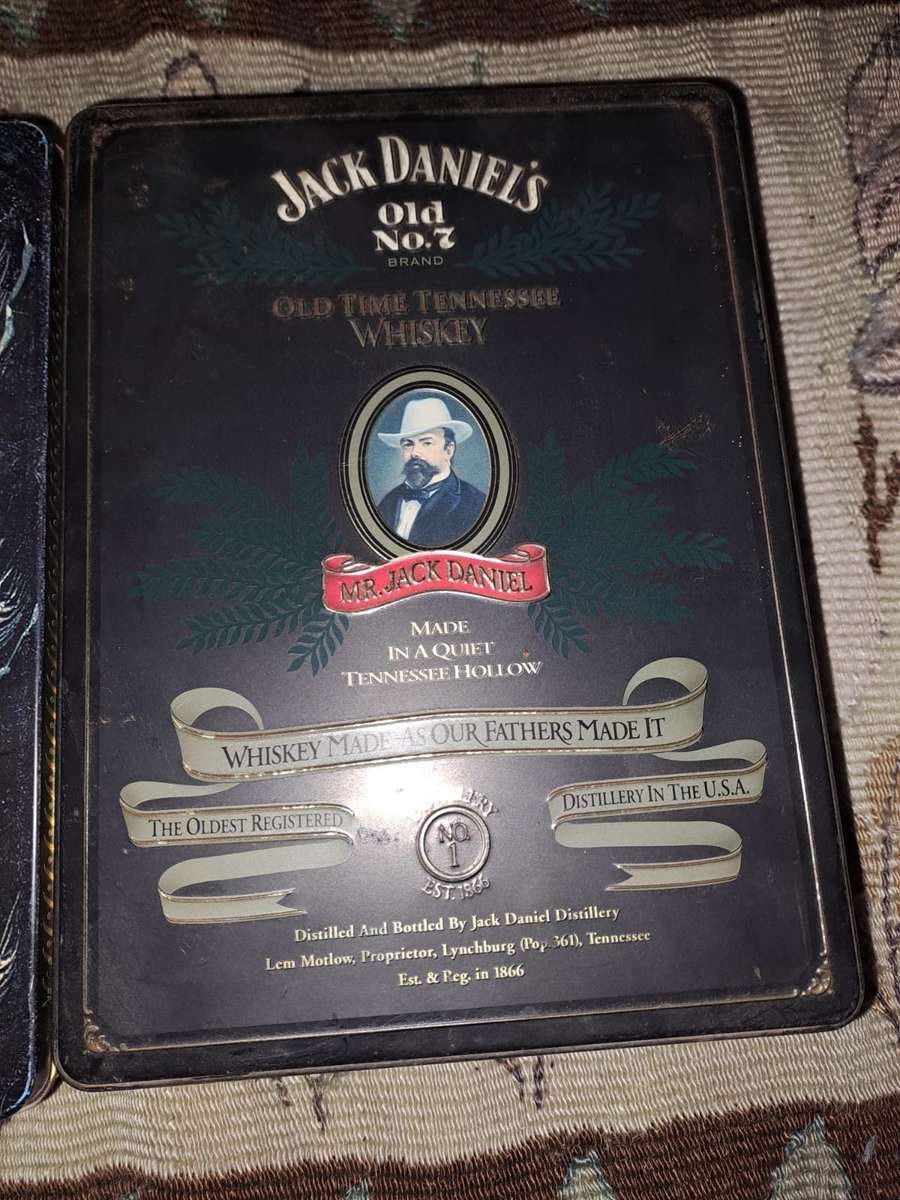 JACK DANIEL'S
Old
No.7
BRAND
OLD TIME TENNESSEE
WHISKEY
MR. JACK DANIEL
MADE
IN A QUIET
TENNESSEE HOLLOW
WHISKEY MADE AS OUR FATHERS MADE IT
THE OLDEST REGISTERED
DISTILLERY IN THE U.S.A.
NO.
1
EST. 1866
Distilled And Bottled By Jack Daniel Distillery
Lem Motlow, Proprietor, Lynchburg (Pop. 361), Tennessee
Est. & Reg. in 1866